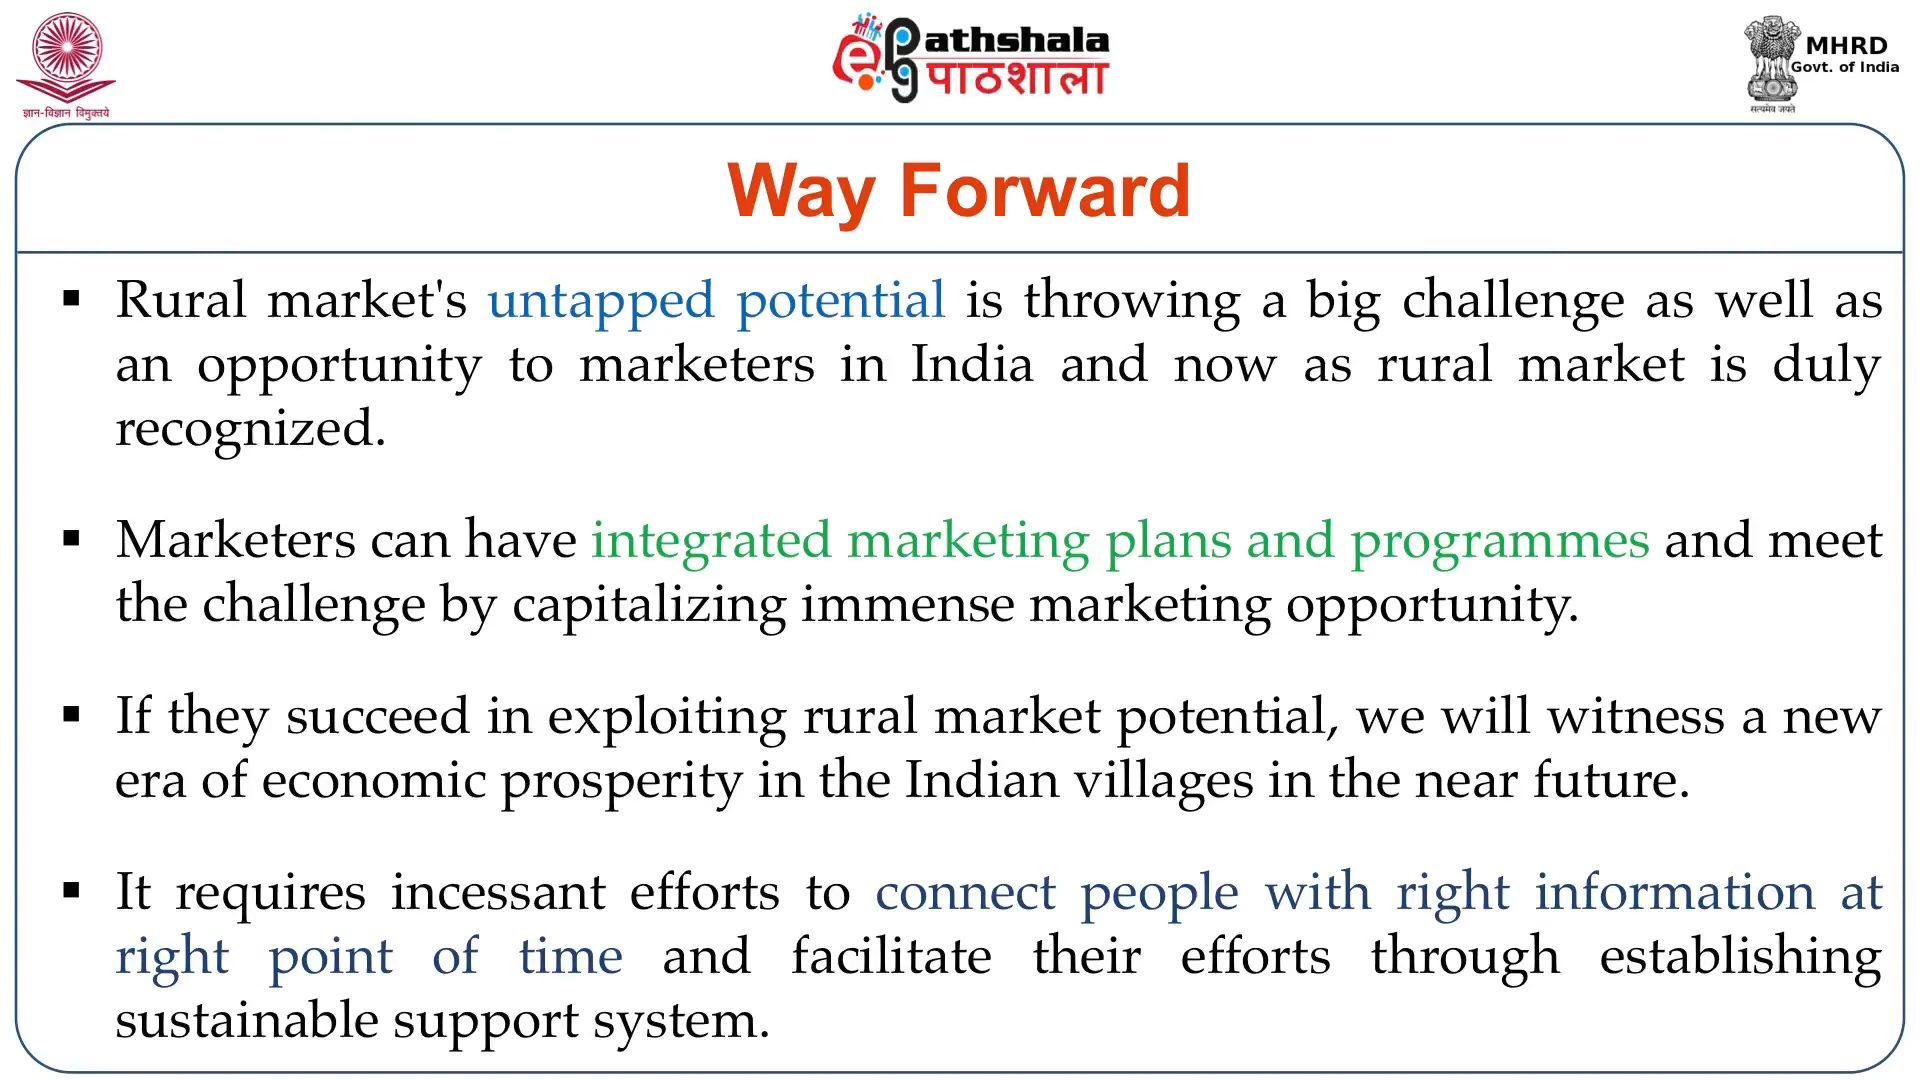 ज्ञान-विज्ञान विमुक्तये
ePathshala
पाठशाला
MHRD
Govt. of India
सत्यमेव जयते
Way Forward
▪ Rural market's untapped potential is throwing a big challenge as well as
an opportunity to marketers in India and now as rural market is duly
recognized.
▪ Marketers can have integrated marketing plans and programmes and meet
the challenge by capitalizing immense marketing opportunity.
▪ If they succeed in exploiting rural market potential, we will witness a new
era of economic prosperity in the Indian villages in the near future.
▪ It requires incessant efforts to connect people with right information at
right point of time and facilitate their efforts through establishing
sustainable support system.